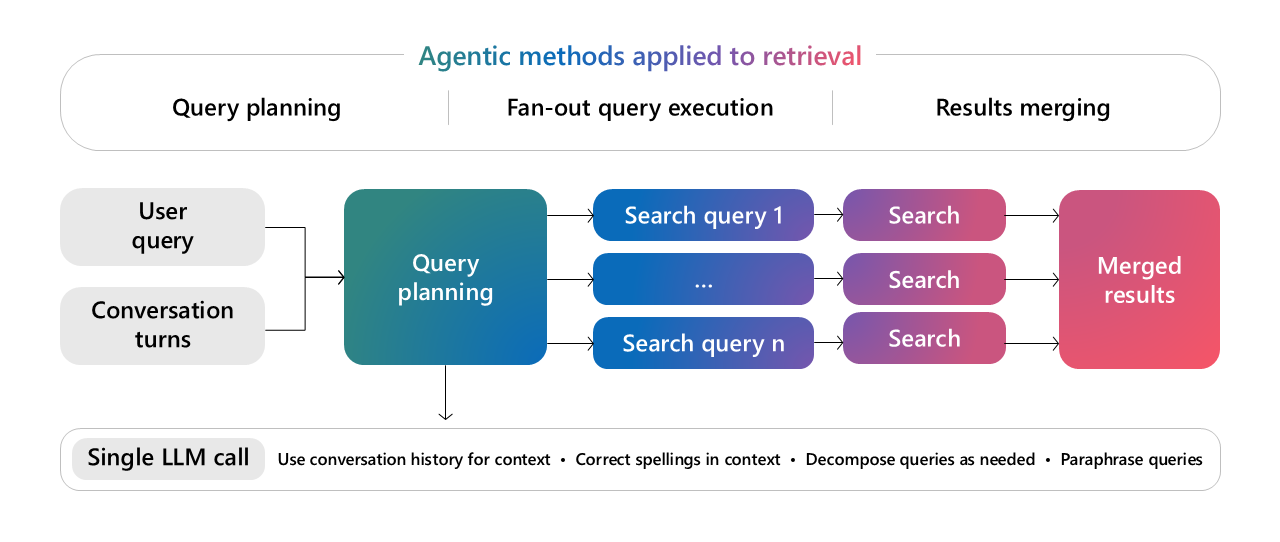 Agentic methods applied to retrieval
Query planning
Fan-out query execution
Results merging
User
query
Conversation
turns
Query
planning
Search query 1
...
Search query n
Search
Search
Search
Merged
results
Single LLM call
Use conversation history for context • Correct spellings in context • Decompose queries as needed • Paraphrase queries